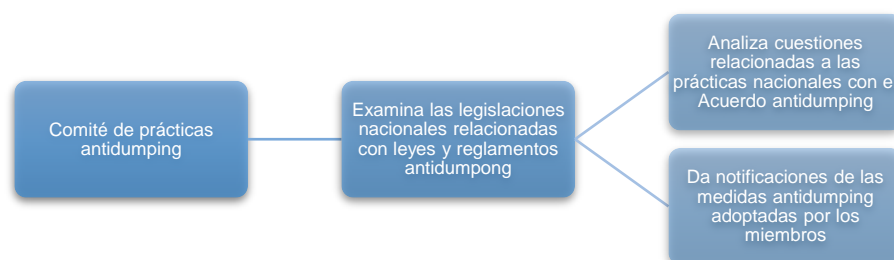 Comité de prácticas
antidumping
Examina las legislaciones
nacionales relacionadas
con leyes y reglamentos
antidumpong
Analiza cuestiones
relacionadas a las
prácticas nacionales con e
Acuerdo antidumping
Da notificaciones de las
medidas antidumping
adoptadas por los
miembros